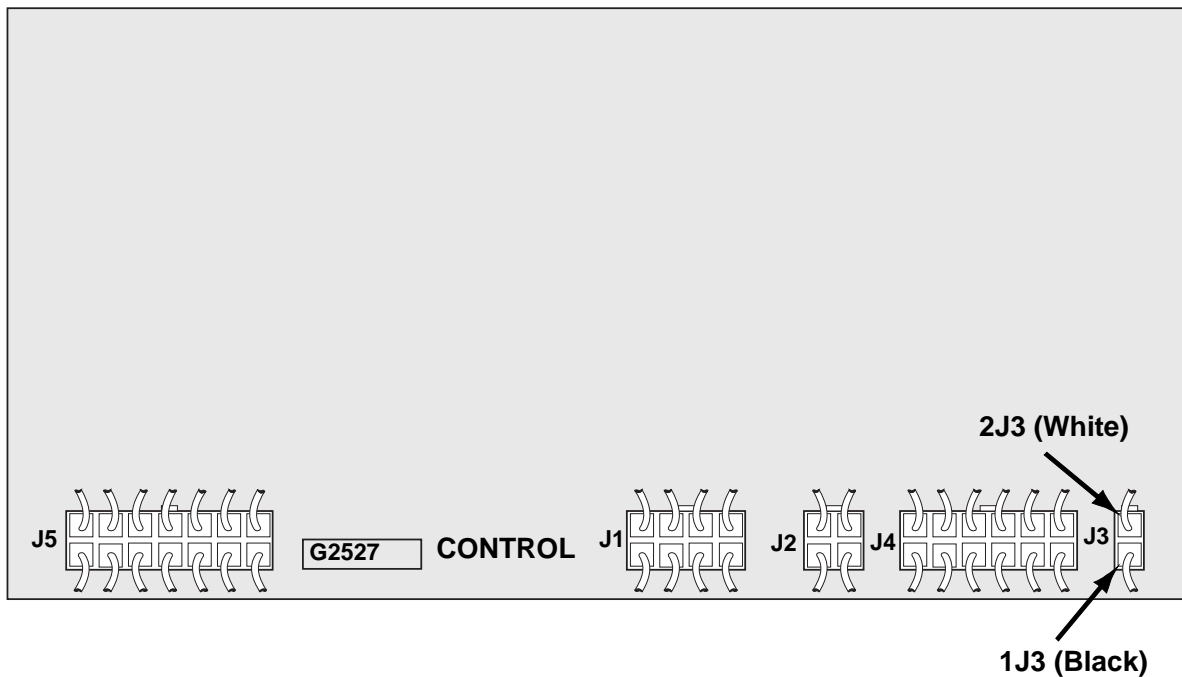 2J3 (White)
J5
G2527
CONTROL
J1
J2
J4
J3
1J3 (Black)